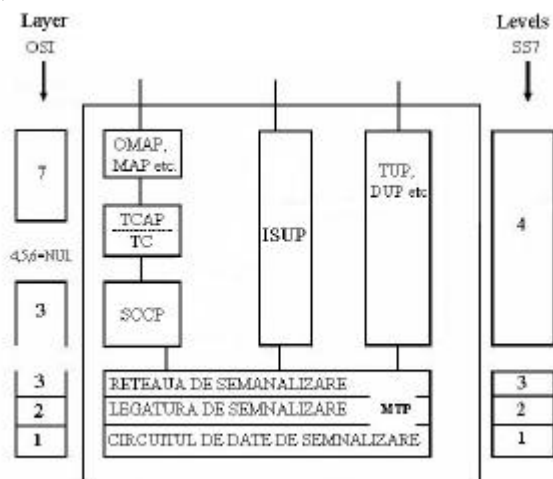 Layer
OSI
Levels
SS7
OMAP,
MAP etc.
TUP,
DUP etc
7
TCAP
TC
ISUP
4
4,5,6=NUL
3
SCCP
3
RETEAUA DE SEMANALIZARE
3
2
LEGATURA DE SEMNALIZARE
MTP
2
1
CIRCUITUL DE DATE DE SEMNALIZARE
1